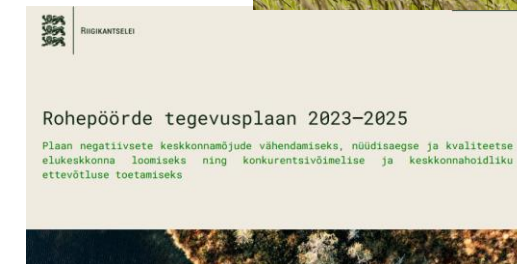 RIIGIKANTSELEI
Rohepöörde tegevusplaan 2023–2025
Plaan negatiivsete keskkonnamõjude vähendamiseks, nüüdisaegse ja kvaliteetse
elukeskkonna loomiseks ning konkurentsivõimelise ja keskkonnahoidliku
ettevõtluse toetamiseks